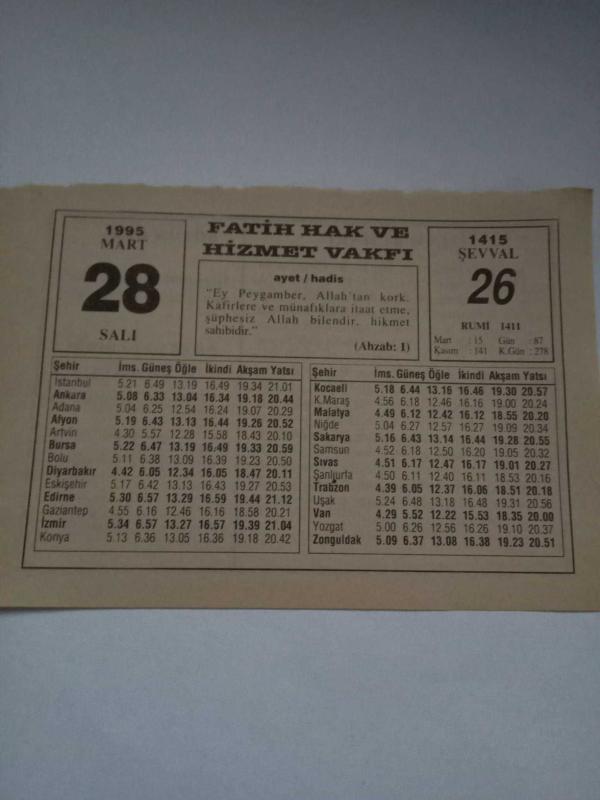 1995
MART
28
SALI
FATİH HAK VE
HİZMET VAKFI
ayet / hadis
"Ey Peygamber, Allah'tan kork.
Kafirlere ve münafıklara itaat etme,
şüphesiz Allah bilendir, hikmet
sahibidir."
(Ahzab: 1)
1415
ŞEVVAL
26
RUMİ 1411
Mart : 15 Gün : 87
Kasım : 141 K.Gün : 278
Şehir İms. Güneş Öğle İkindi Akşam Yatsı
İstanbul 5.21 6.49 13.19 16.49 19.34 21.01
Ankara 5.08 6.33 13.04 16.34 19.18 20.44
Adana 5.04 6.25 12.54 16.24 19.07 20.29
Afyon 5.19 6.43 13.13 16.44 19.26 20.52
Artvin 4.30 5.57 12.28 15.58 18.43 20.10
Bursa 5.22 6.47 13.19 16.49 19.33 20.59
Bolu 5.11 6.38 13.09 16.39 19.23 20.50
Diyarbakır 4.42 6.05 12.34 16.05 18.47 20.11
Eskişehir 5.17 6.42 13.13 16.43 19.27 20.53
Edirne 5.30 6.57 13.29 16.59 19.44 21.12
Gaziantep 4.55 6.16 12.46 16.16 18.58 20.21
İzmir 5.34 6.57 13.27 16.57 19.39 21.04
Konya 5.13 6.36 13.05 16.36 19.18 20.42
Şehir İms. Güneş Öğle İkindi Akşam Yatsı
Kocaeli 5.18 6.44 13.16 16.46 19.30 20.57
K.Maraş 4.56 6.18 12.46 16.16 19.00 20.24
Malatya 4.49 6.12 12.42 16.12 18.55 20.20
Niğde 5.04 6.27 12.57 16.27 19.09 20.34
Sakarya 5.16 6.43 13.14 16.44 19.28 20.55
Samsun 4.52 6.18 12.50 16.20 19.05 20.32
Sıvas 4.51 6.17 12.47 16.17 19.01 20.27
Şanlıurfa 4.50 6.11 12.40 16.11 18.53 20.16
Trabzon 4.39 6.05 12.37 16.06 18.51 20.18
Uşak 5.24 6.48 13.18 16.48 19.31 20.56
Van 4.29 5.52 12.22 15.53 18.35 20.00
Yozgat 5.00 6.26 12.56 16.26 19.10 20.37
Zonguldak 5.09 6.37 13.08 16.38 19.23 20.51